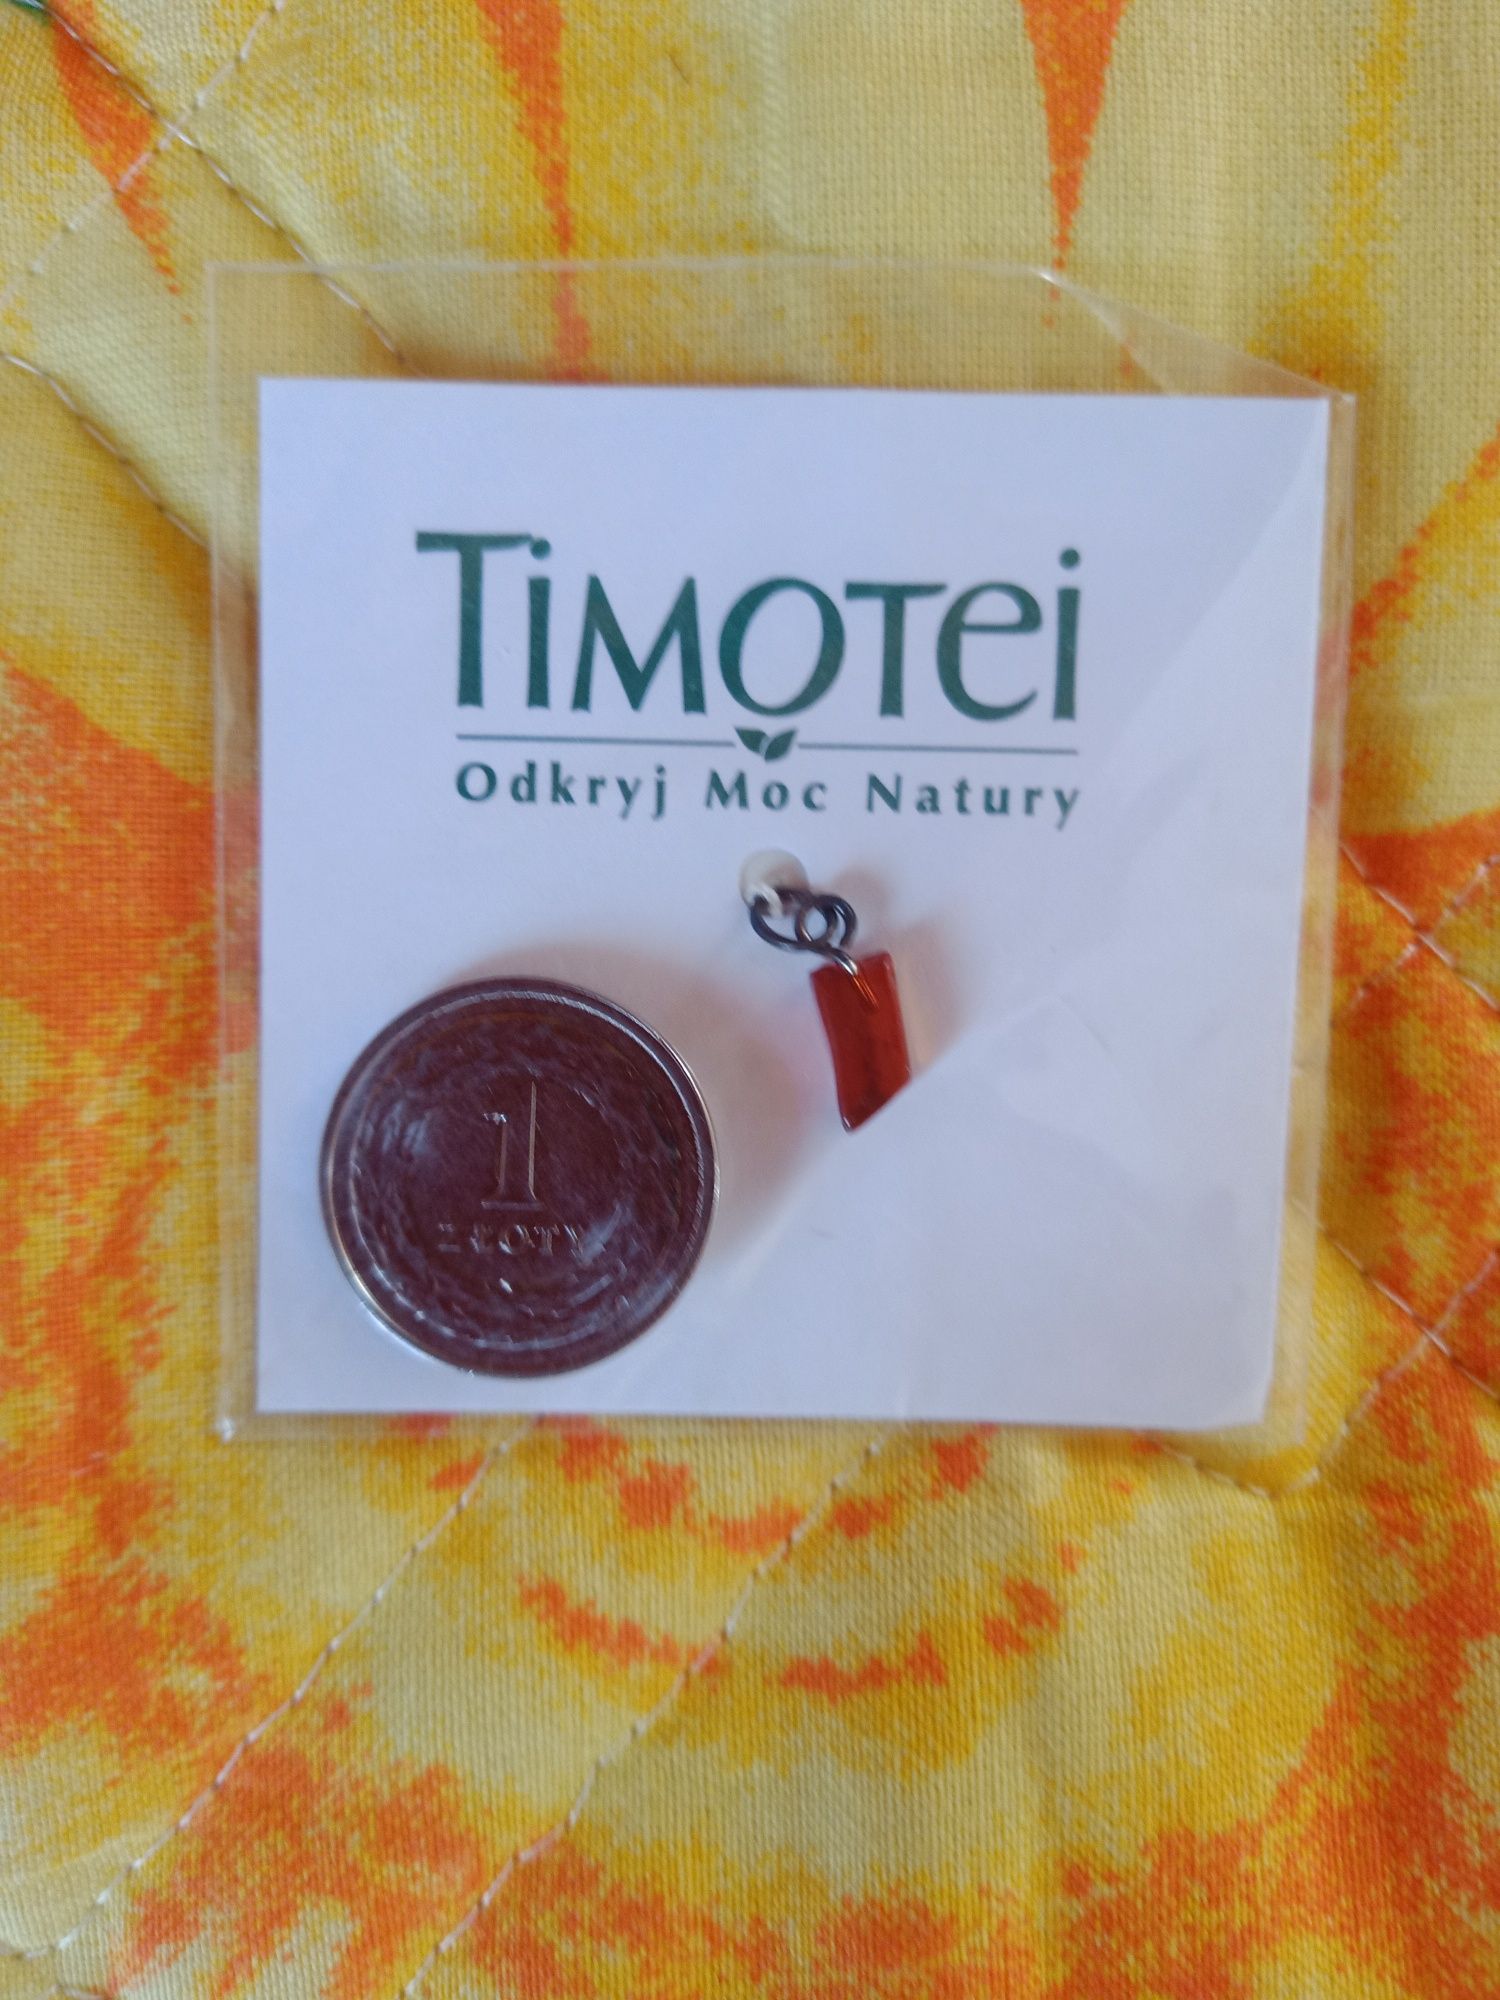 Timotei
Odkryj Moc Natury
1
ZŁOTY